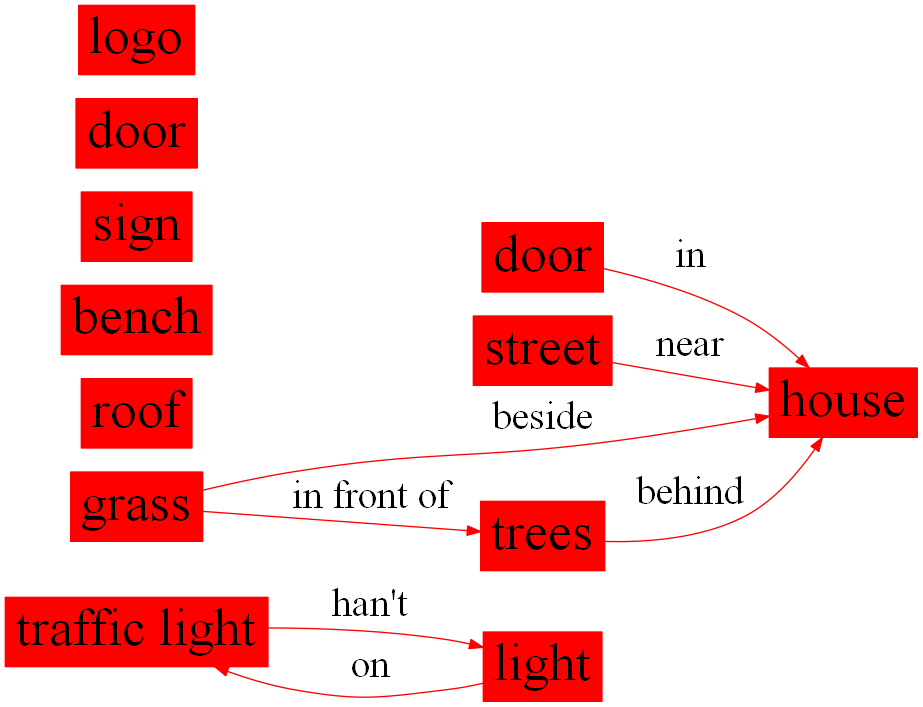 logo
door
sign
bench
roof
grass
traffic light
door
street
trees
light
house
in
near
beside
in front of
behind
han't
on